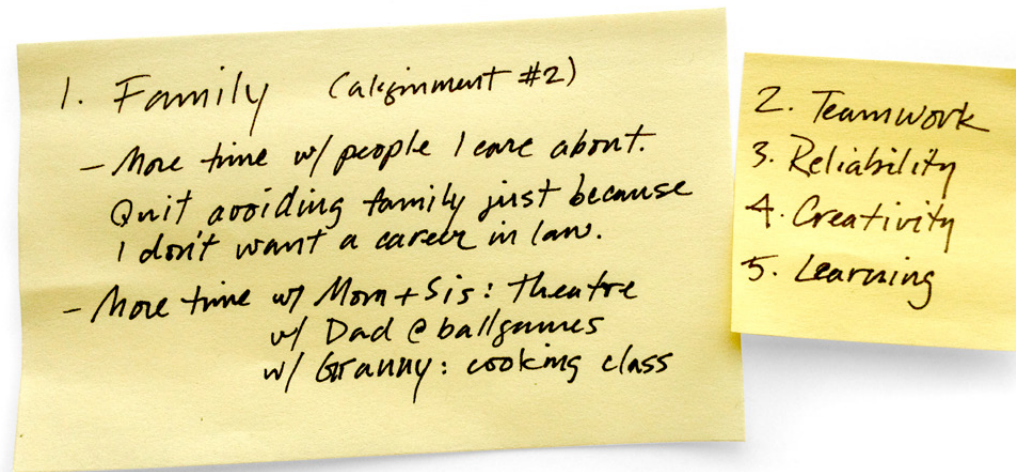 1. Family (alignment #2)
- More time w/ people I care about.
Quit avoiding family just because
I don't want a career in law.
- More time w/ Mom + Sis: theatre
w/ Dad @ ballgames
w/ Granny: cooking class
2. Teamwork
3. Reliability
4. Creativity
5. Learning